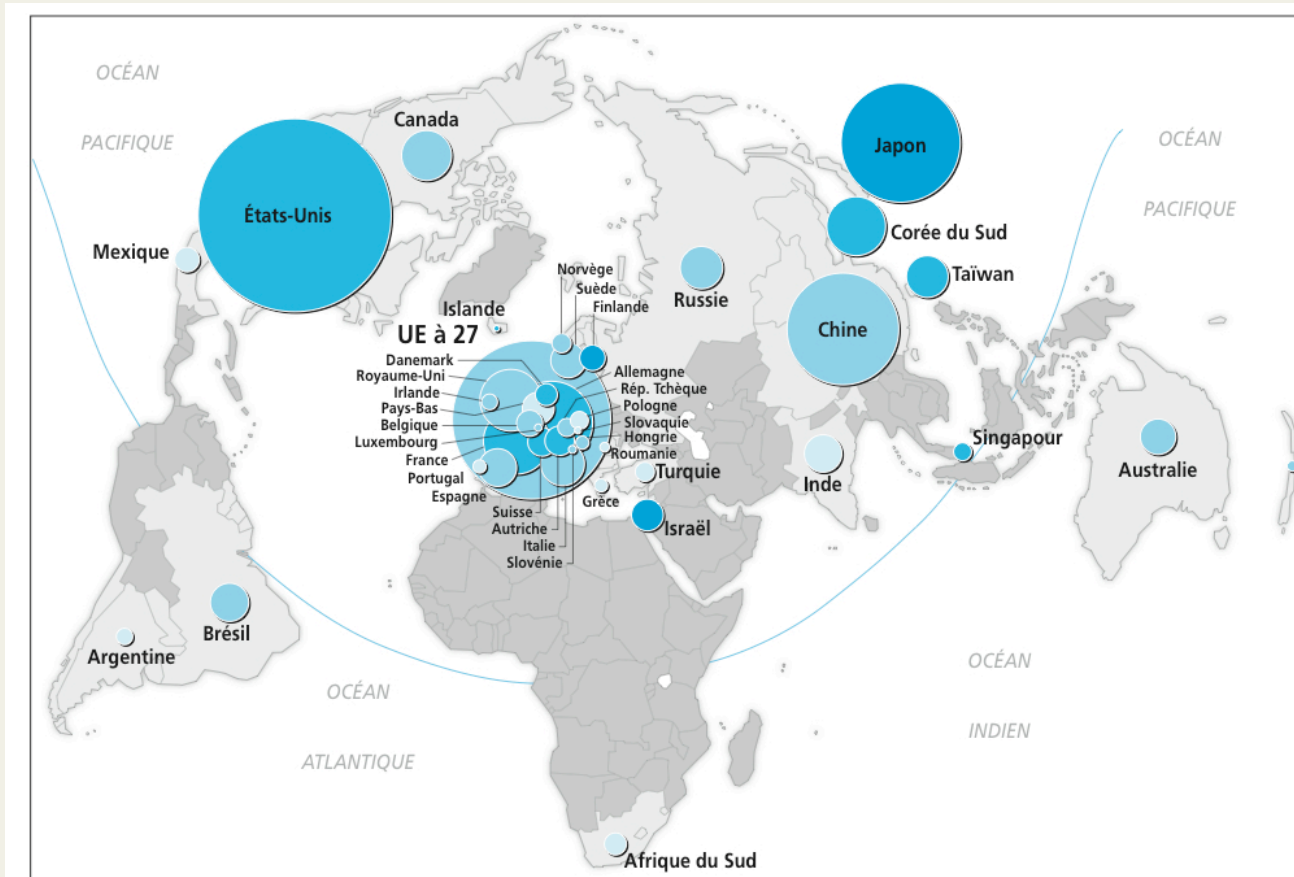 OCÉAN
PACIFIQUE
Canada
États-Unis
Mexique
Japon
OCÉAN
PACIFIQUE
Corée du Sud
Taïwan
Russie
Chine
Norvège
Suède
Finlande
Islande
UE à 27
Danemark
Royaume-Uni
Irlande
Pays-Bas
Belgique
Luxembourg
France
Portugal
Espagne
Allemagne
Rép. Tchèque
Pologne
Slovaquie
Hongrie
Roumanie
Turquie
Grèce
Suisse
Autriche
Italie
Slovénie
Israël
Inde
Singapour
Australie
Brésil
Argentine
OCÉAN
ATLANTIQUE
OCÉAN
INDIEN
Afrique du Sud